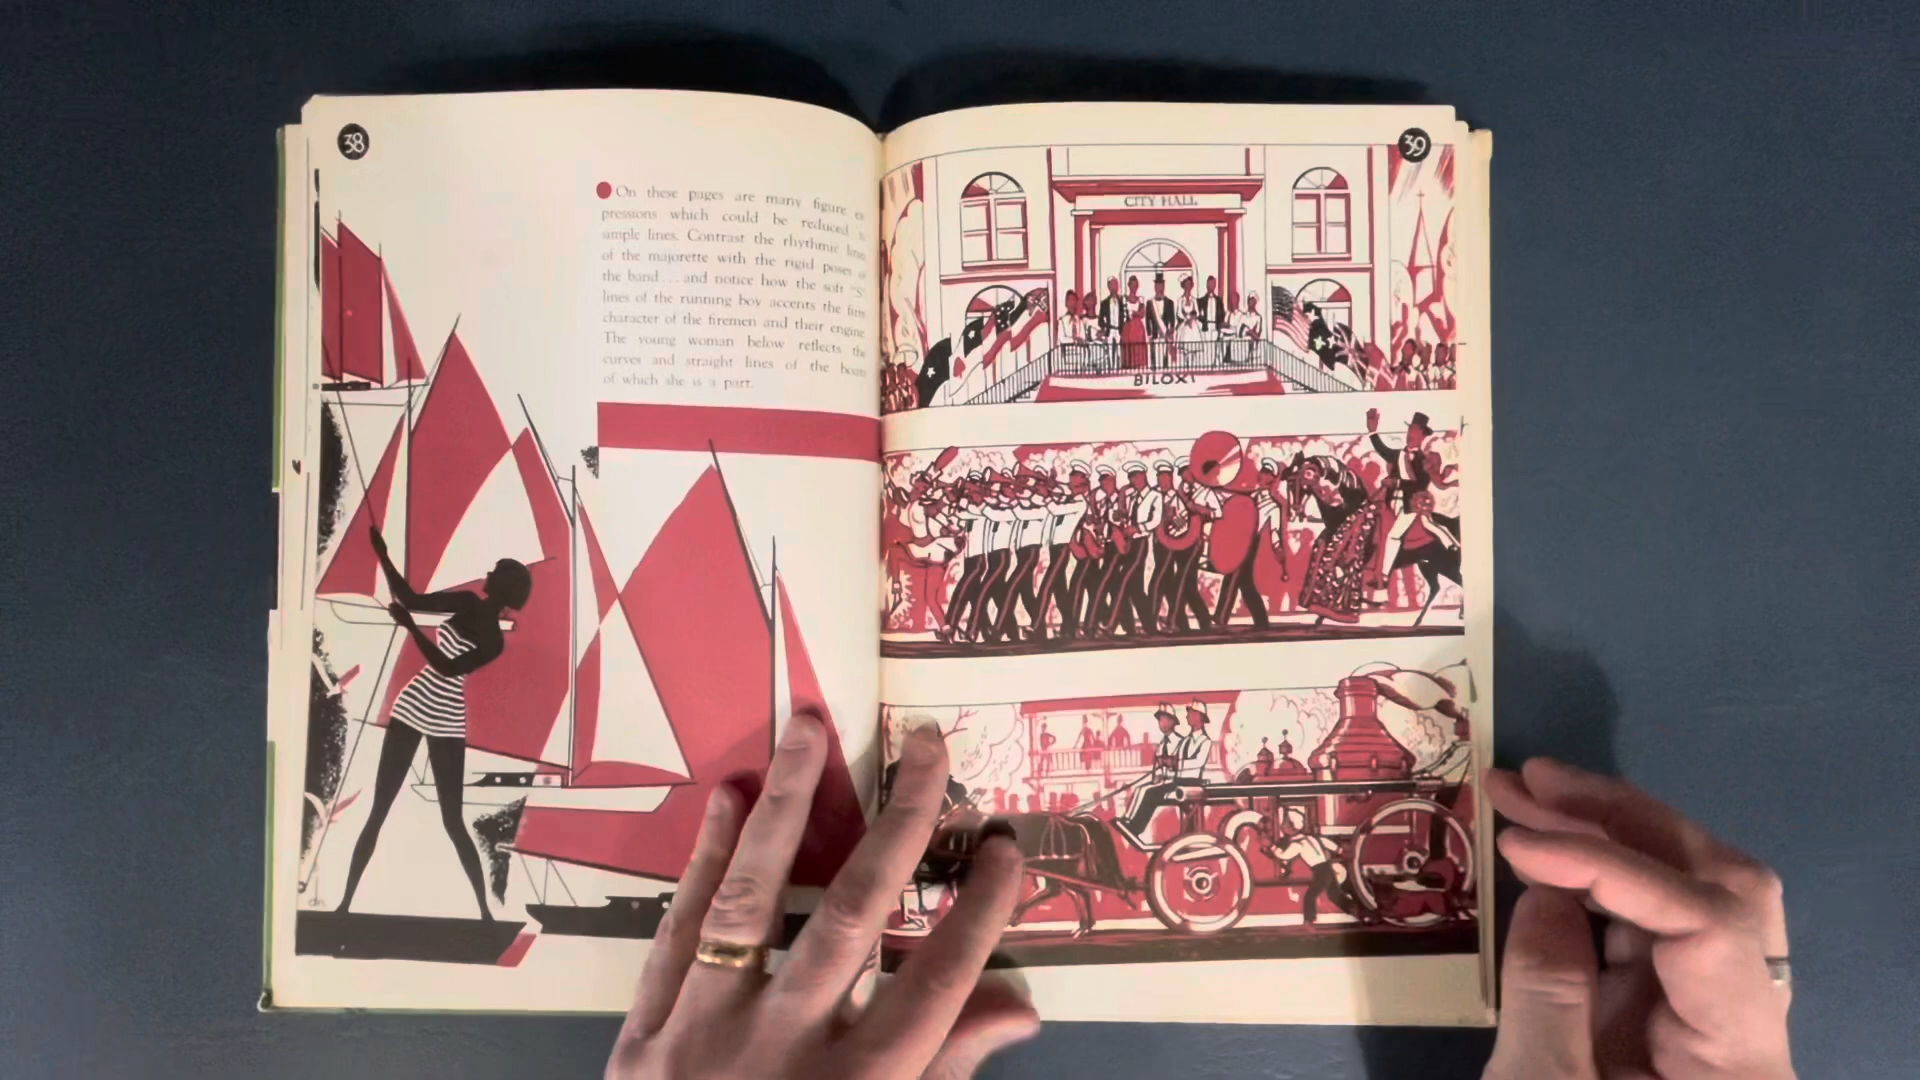 38
On these pages are many figure ex
pressions which could be reduced to
simple lines. Contrast the rhythmic lines
of the majorette with the rigid poses of
the band... and notice how the soft "S"
lines of the running boy accents the firm
character of the firemen and their engine.
The young woman below reflects the
curves and straight lines of the boats
of which she is a part.
39
CITY HALL
BILOXI